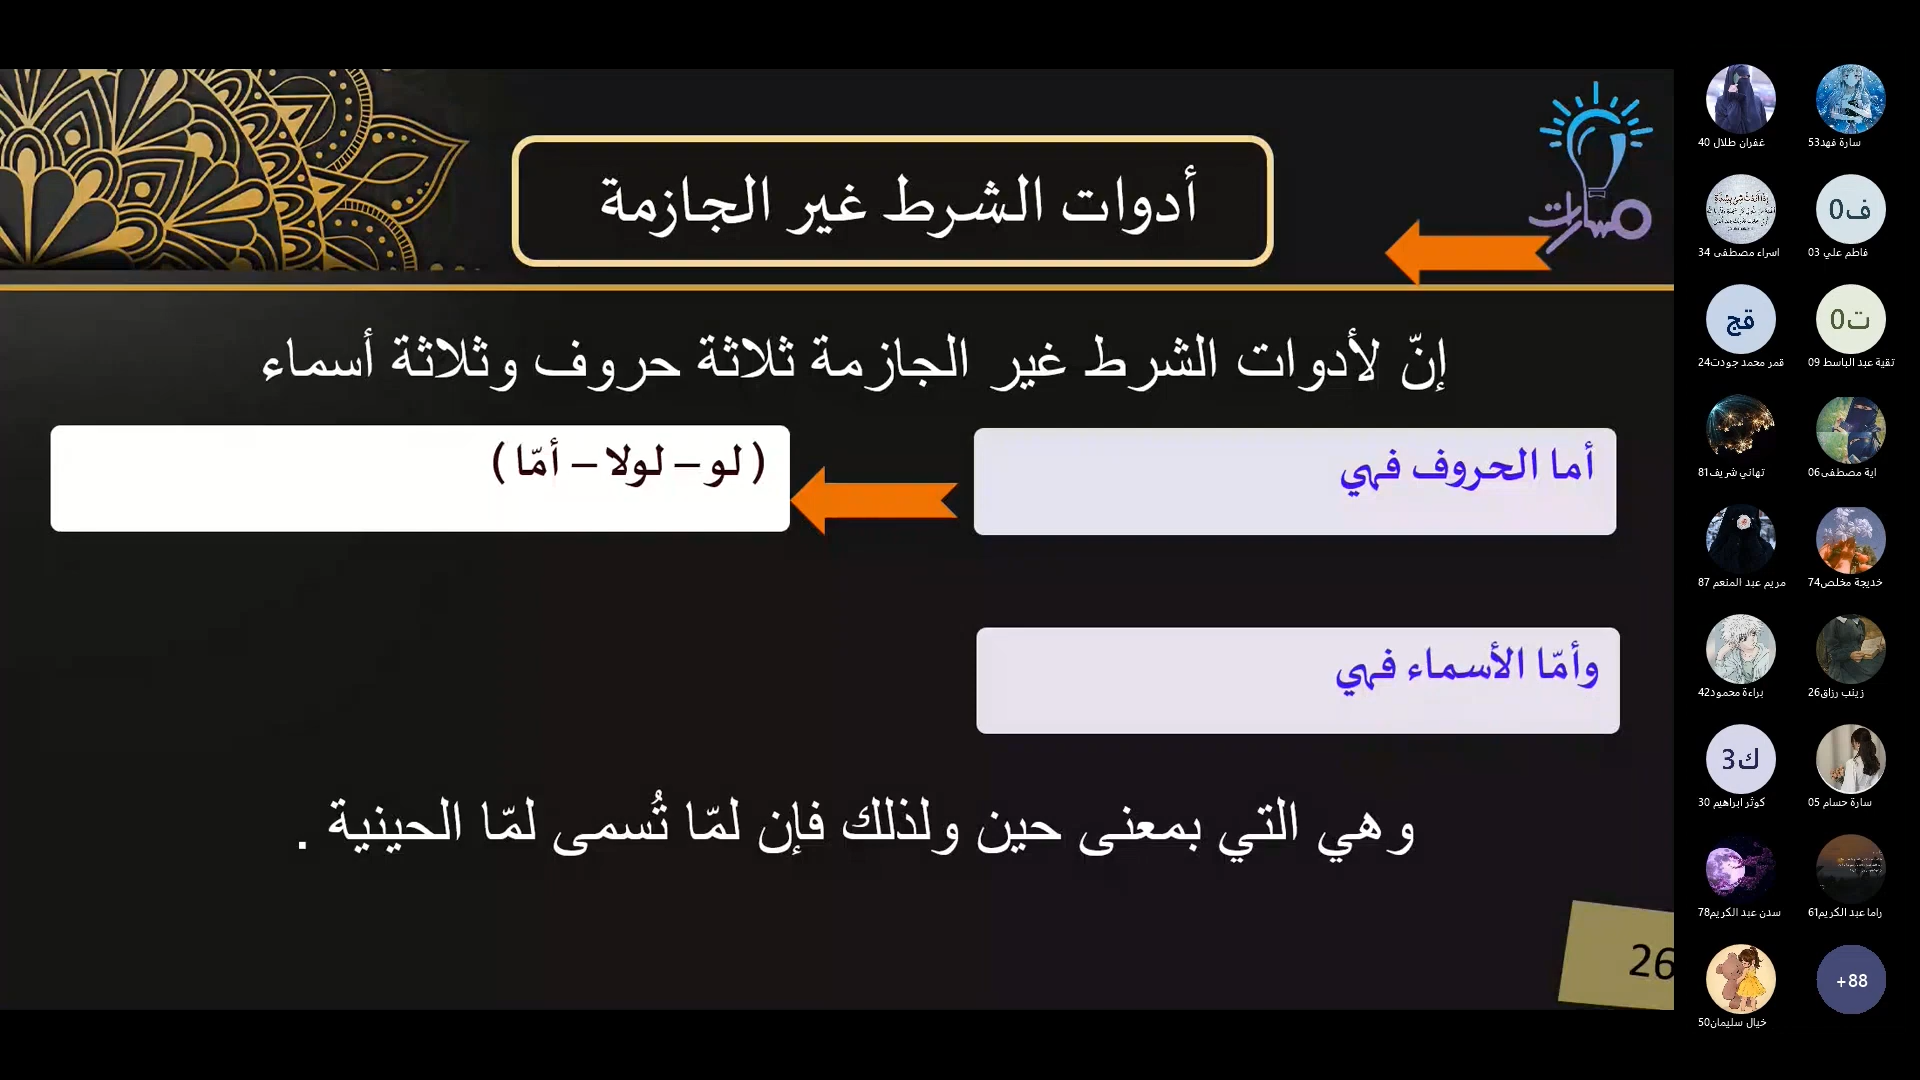 مسارات
أدوات الشرط غير الجازمة
إنّ لأدوات الشرط غير الجازمة ثلاثة حروف وثلاثة أسماء
أما الحروف فهي
( لو – لولا – أمّا )
وأمّا الأسماء فهي
وهي التي بمعنى حين ولذلك فإن لمّا تُسمى لمّا الحينية .
26
غفران طلال 40
سارة فهد53
اسراء مصطفى 34
ف0
فاطم علي 03
قج
قمر محمد جودت24
ت0
تقية عبد الباسط 09
تهاني شريف81
اية مصطفى06
مريم عبد المنعم 87
خديجة مخلص74
براءة محمود42
زينب رزاق26
ك3
كوثر ابراهيم 30
سارة حسام 05
سدن عبد الكريم78
راما عبد الكريم61
خيال سليمان50
+88